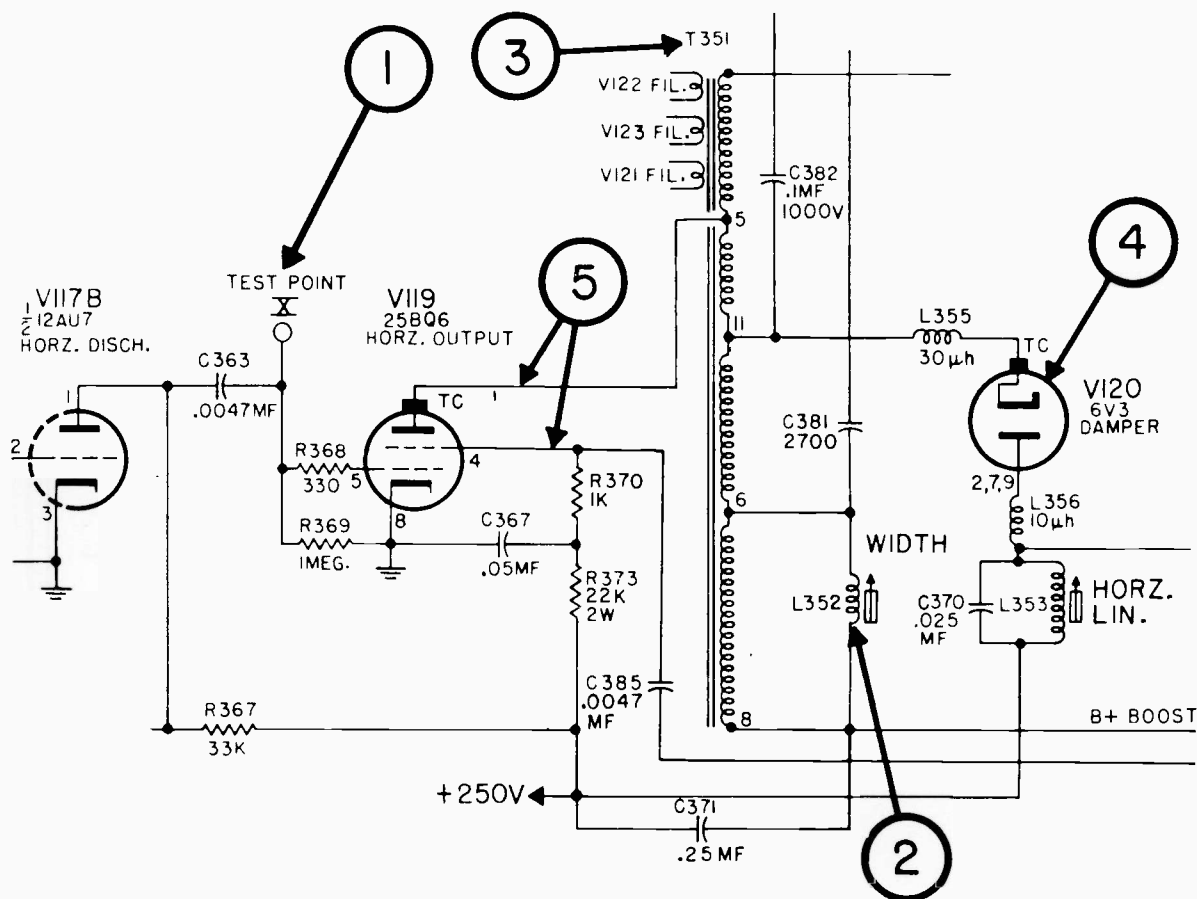 1
3
T351
V122 FIL.
V123 FIL.
V121 FIL.
C382
.1MF
1000V
5
4
5
TEST POINT
X
V117B
1/2 12AU7
HORZ. DISCH.
V119
25BQ6
HORZ. OUTPUT
C363
.0047MF
1
TC
1
11
L355
30μh
TC
V120
6V3
DAMPER
2
3
R368
330
5
4
8
R370
1K
C381
2700
2,7,9
L356
10μh
R369
1MEG.
C367
.05MF
6
WIDTH
R373
22K
2W
L352
C370
.025
MF
L353
HORZ.
LIN.
C385
.0047
MF
R367
33K
8
B+ BOOST
+250V
C371
.25MF
2